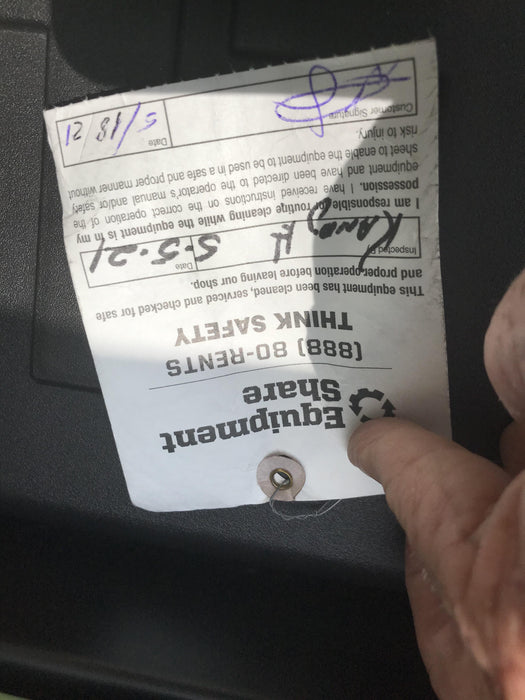 Equipment
Share
(888) 80-RENTS
THINK SAFETY
This equipment has been cleaned and serviced, and checked for safe
and proper operation before leaving our shop.
Inspected By H Date 5-5-21
I am responsible for routine cleaning while the equipment is in my
possession. I have received instructions on the correct operation of the
equipment and have been directed to the operator's manual and/or safety
sheet to enable the equipment to be used in a safe and proper manner without
risk injury.
Customer Signature Date 5/18/21